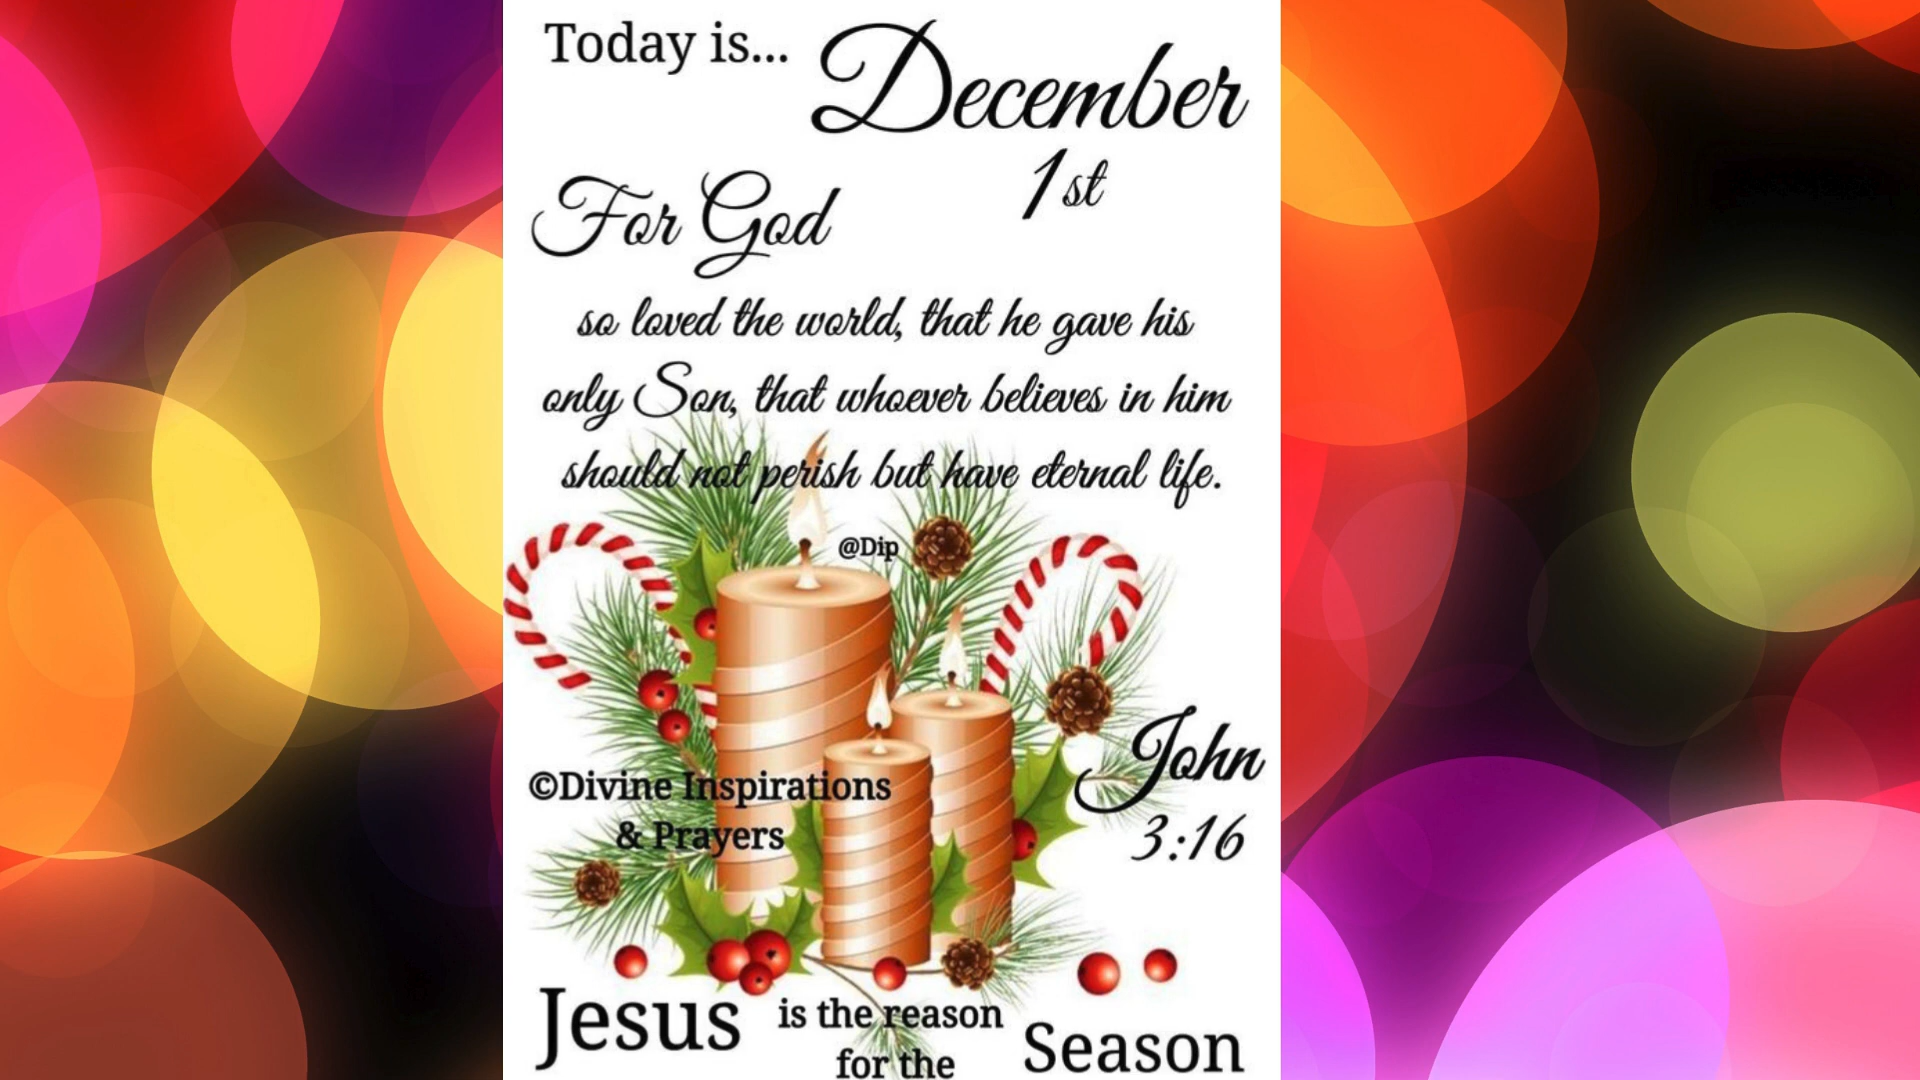 Today is... December
1st
For God
so loved the world, that he gave his
only Son, that whoever believes in him
should not perish but have eternal life.
@Dip
John
3:16
©Divine Inspirations
& Prayers
Jesus is the reason
for the Season